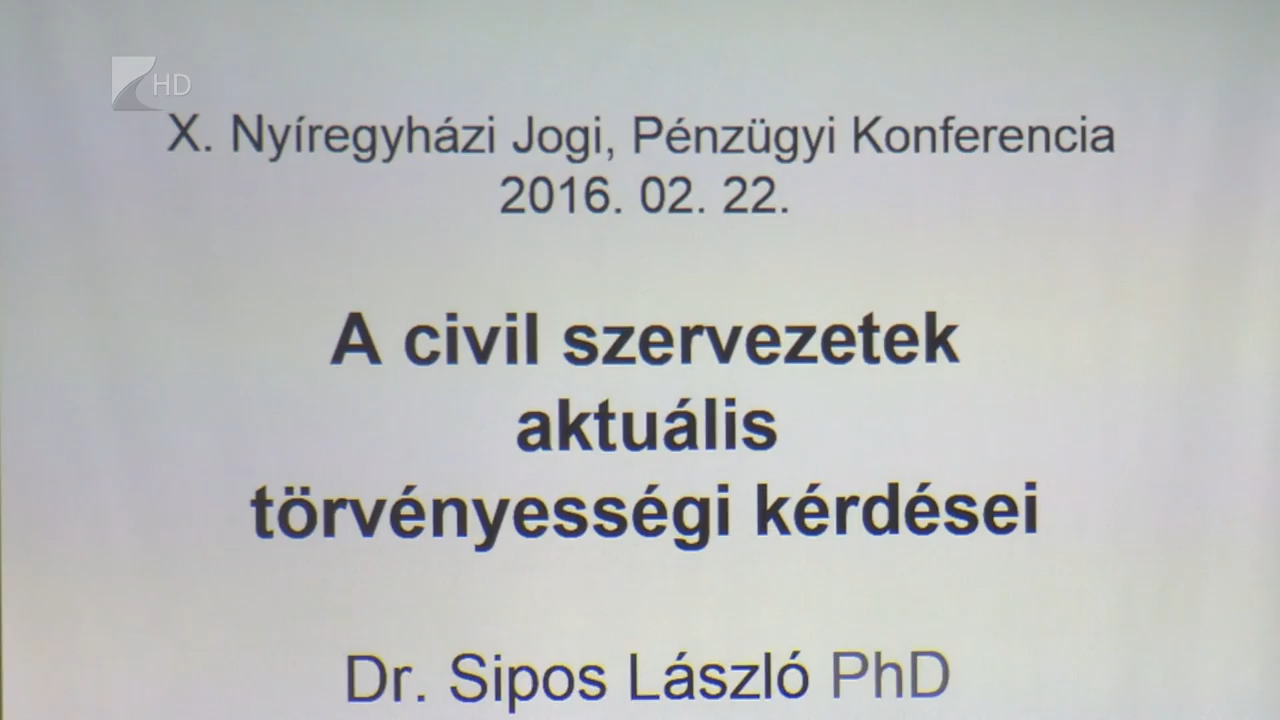 HD
X. Nyíregyházi Jogi, Pénzügyi Konferencia
2016. 02. 22.
A civil szervezetek
aktuális
törvényességi kérdései
Dr. Sipos László PhD